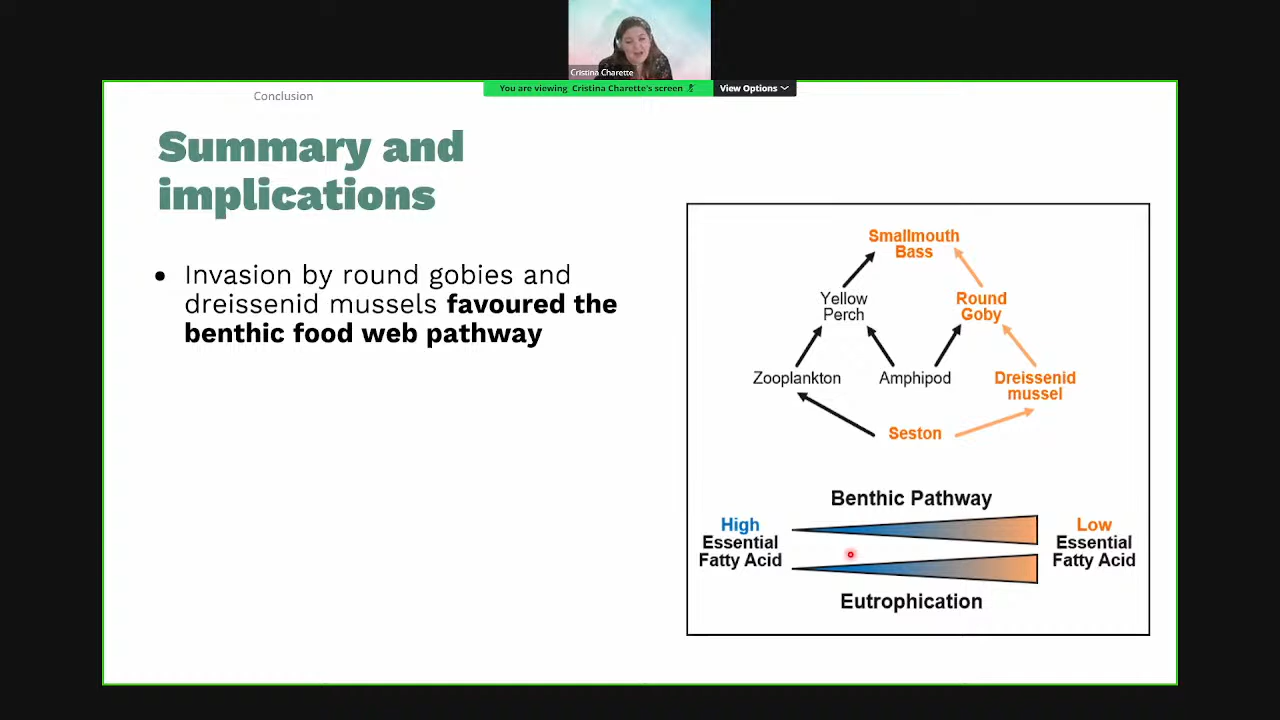 Cristina Charette
You are viewing Cristina Charette's screen
View Options
Conclusion
Summary and
implications
• Invasion by round gobies and
dreissenid mussels favoured the
benthic food web pathway
Smallmouth
Bass
Yellow
Perch
Round
Goby
Zooplankton
Amphipod
Dreissenid
mussel
Seston
Benthic Pathway
High
Essential
Fatty Acid
Low
Essential
Fatty Acid
Eutrophication